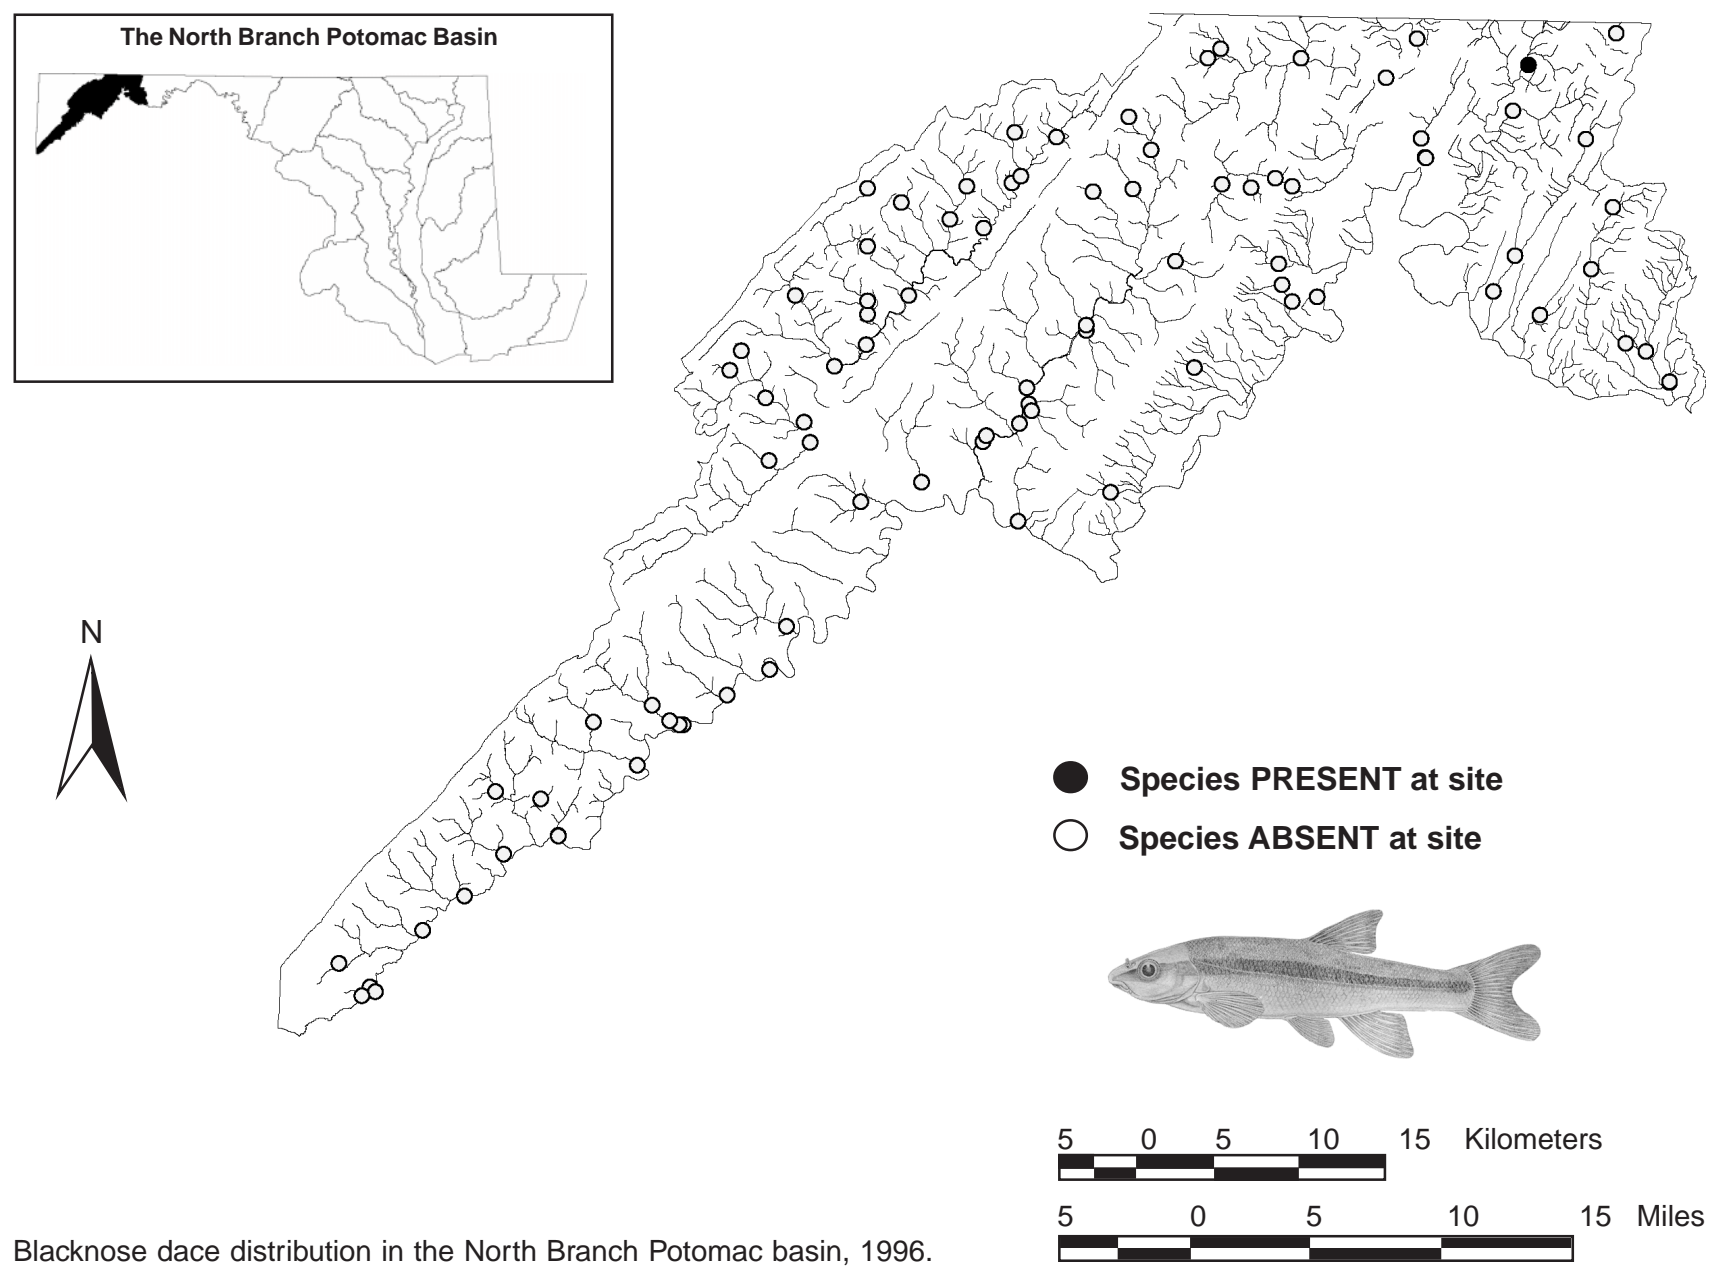 The North Branch Potomac Basin
N
Species PRESENT at site
Species ABSENT at site
5 0 5 10 15 Kilometers
5 0 5 10 15 Miles
Blacknose dace distribution in the North Branch Potomac basin, 1996.